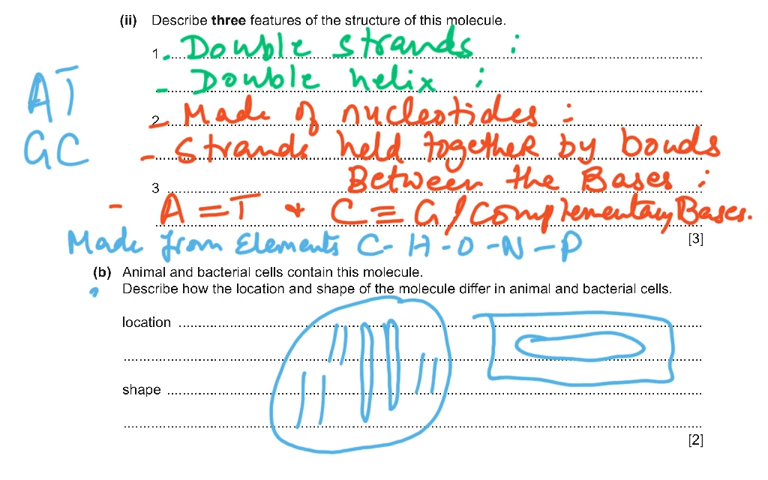 (ii) Describe three features of the structure of this molecule.
1. Double strands ;
- Double helix ;
A T
2. Made of nucleotides ;
G C
- Strands held together by bonds
Between the Bases ;
3
- A = T + C ≡ G / Complementary Bases.
Made from Elements C - H - O - N - P
[3]
(b) Animal and bacterial cells contain this molecule.
Describe how the location and shape of the molecule differ in animal and bacterial cells.
location
shape
[2]